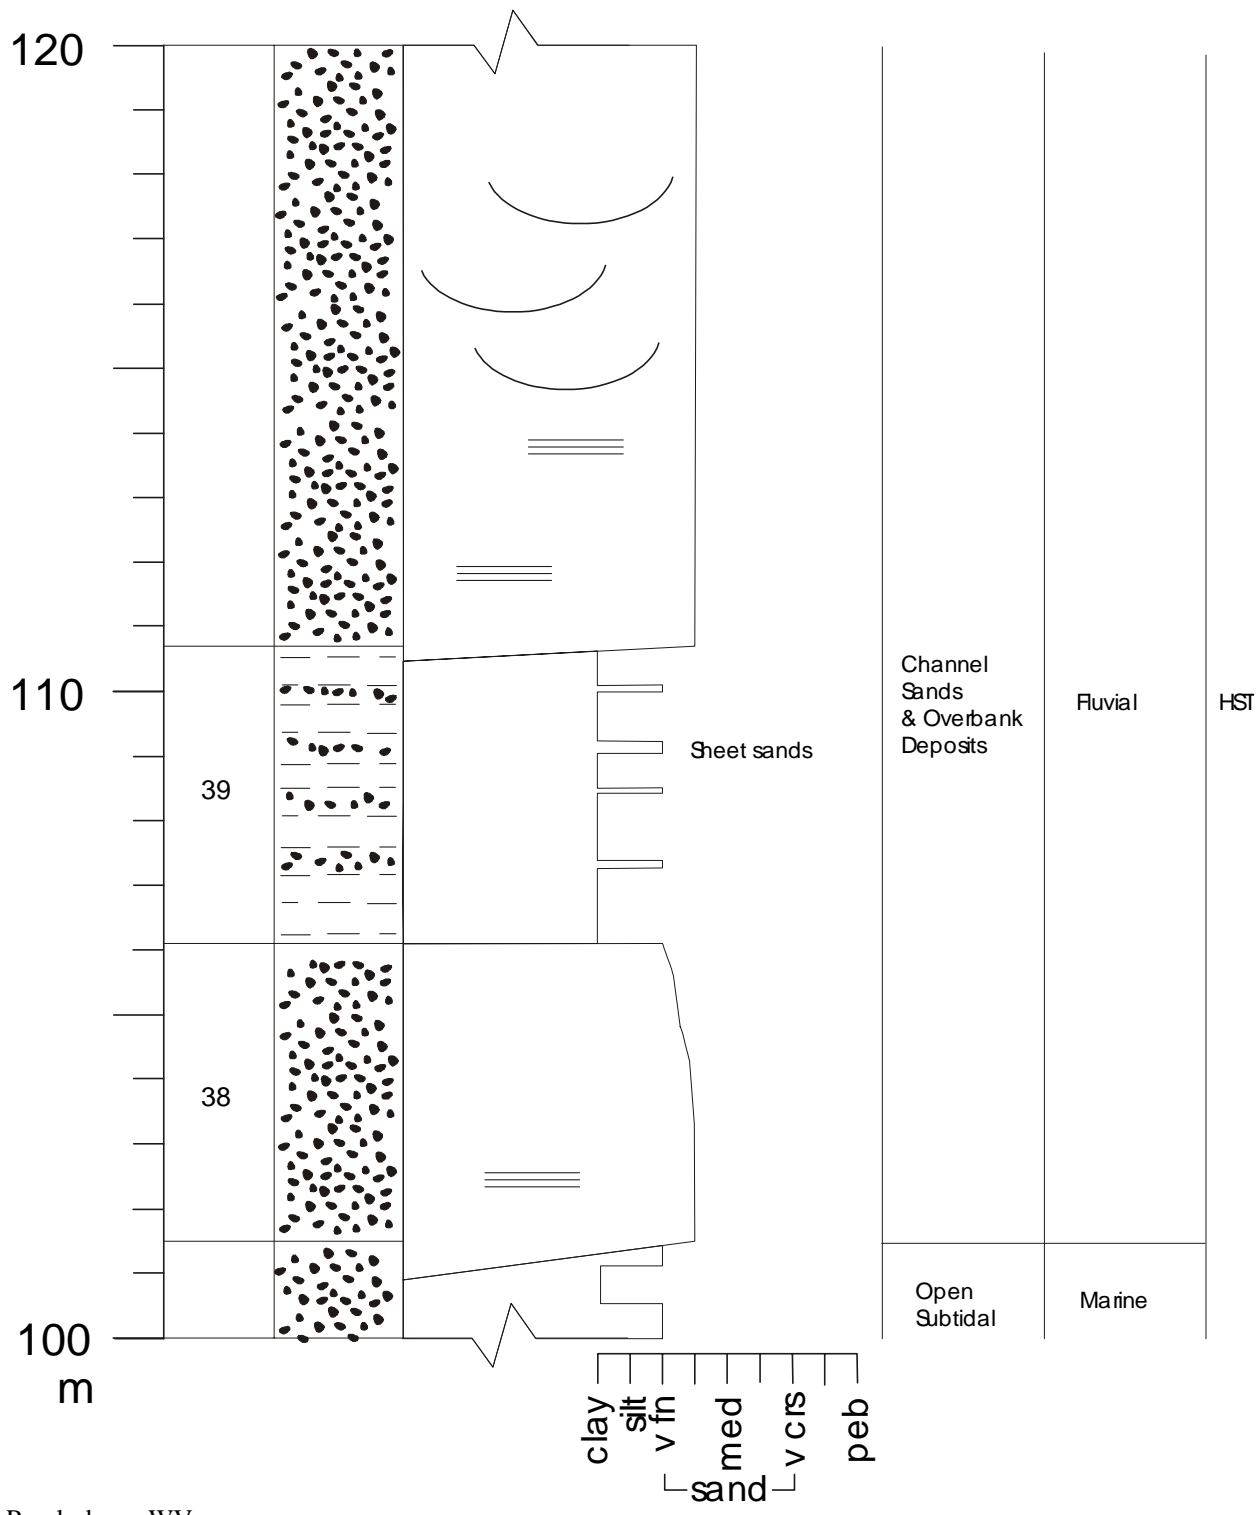 120
110
Channel
Sands
& Overbank
Deposits
Fluvial
HST
Sheet sands
39
38
Open
Subtidal
Marine
100
m
clay
silt
v fn
med
v crs
peb
sand